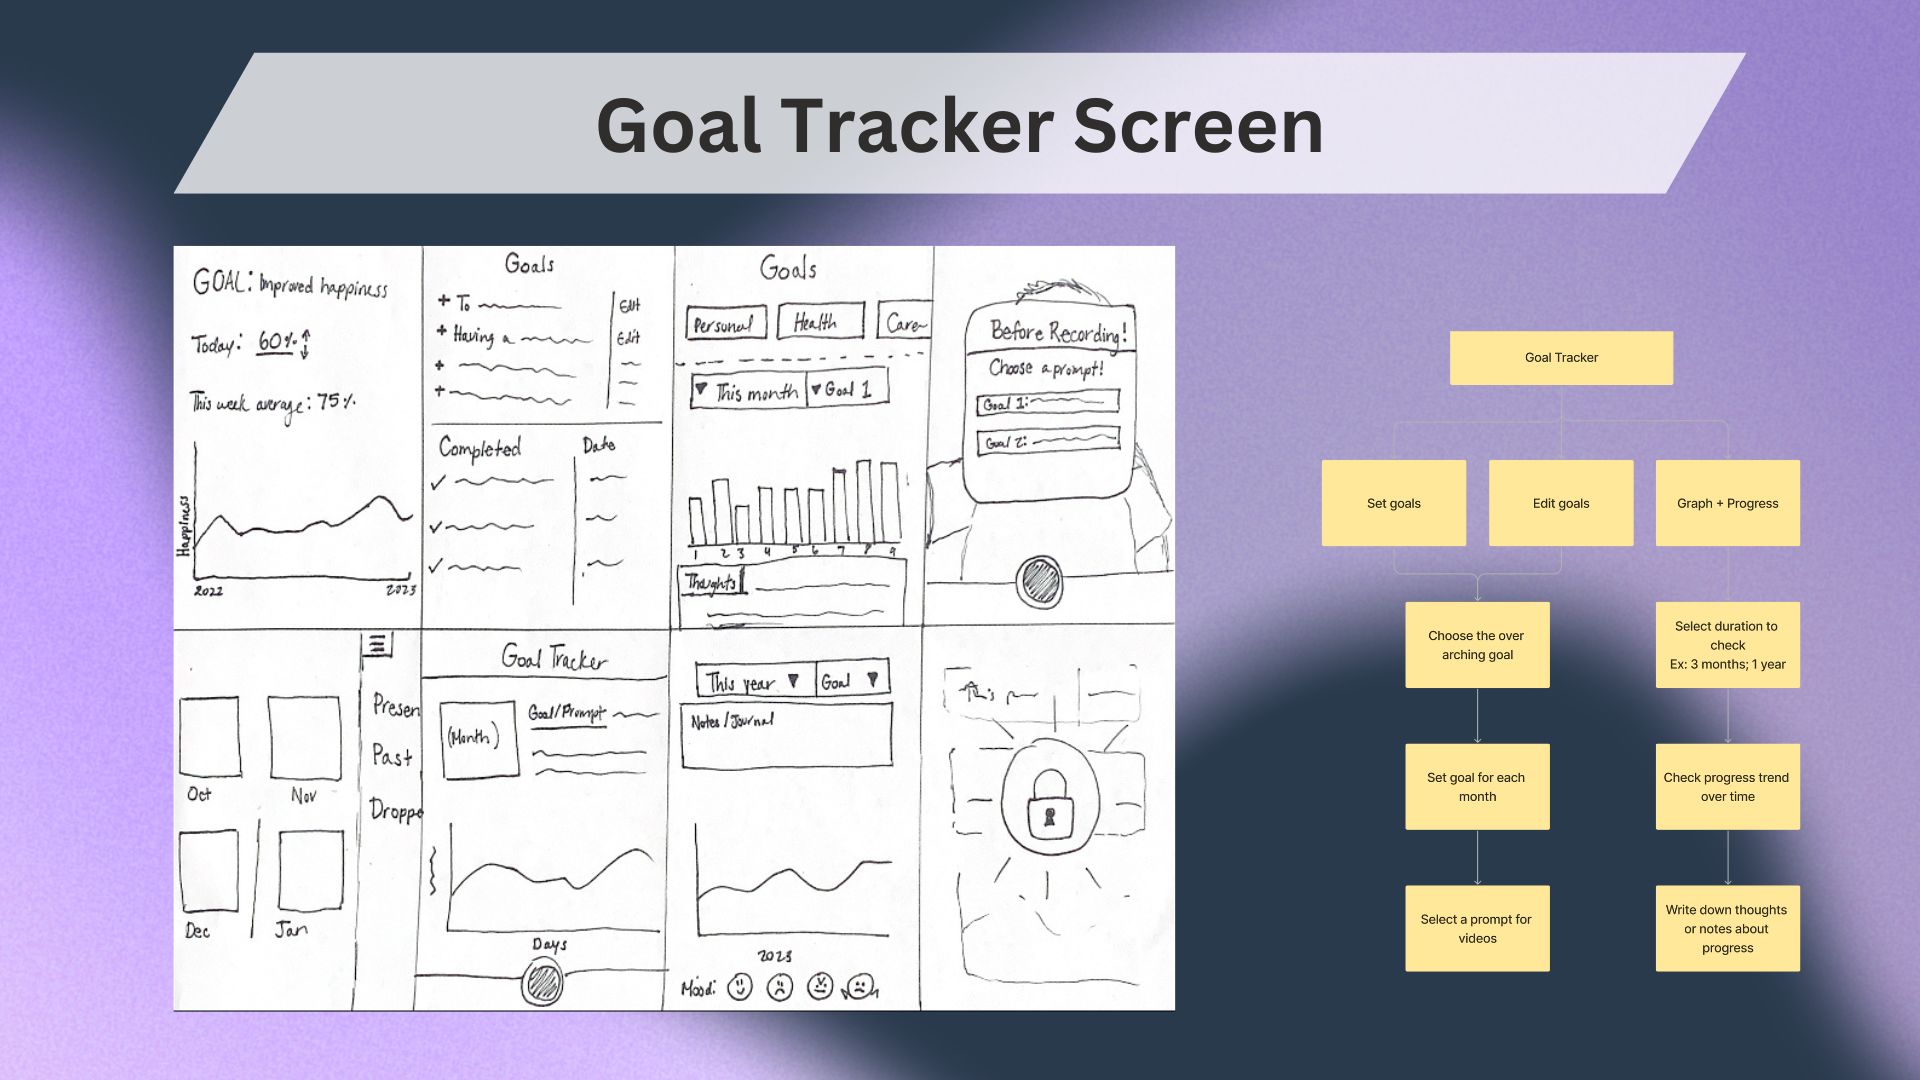 Goal Tracker Screen
GOAL: Improved happiness
Today: 60%
This week average: 75%
Happiness
2022 2023
Goals
+ To
Edit
+ Having a
Edit
+
+
Completed
Date
Goals
Personal
Health
Care
This month
Goal 1
1 2 3 4 5 6 7 8 9
Thoughts
Before Recording!
Choose a prompt!
Goal 1:
Goal 2:
Oct
Nov
Dec
Jan
Presen
Past
Droppe
Goal Tracker
(Month)
Goal/Prompt
Days
This year
Goal
Notes/Journal
2023
Mood:
This
Goal Tracker
Set goals
Edit goals
Graph + Progress
Choose the over
arching goal
Select duration to
check
Ex: 3 months; 1 year
Set goal for each
month
Check progress trend
over time
Select a prompt for
videos
Write down thoughts
or notes about
progress